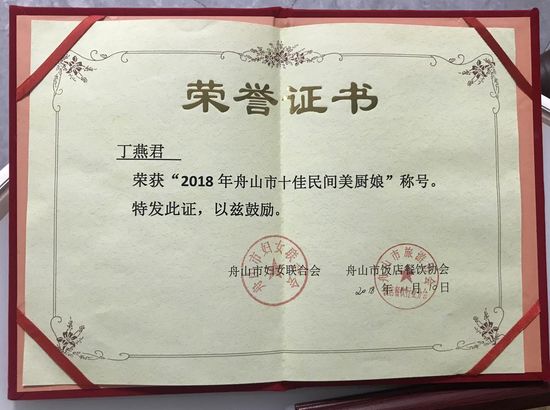 荣誉证书
丁燕君
荣获“2018年舟山市十佳民间美厨娘”称号。
特发此证，以兹鼓励。
舟山市妇女联合会 舟山市饭店餐饮协会
2018年 月 日